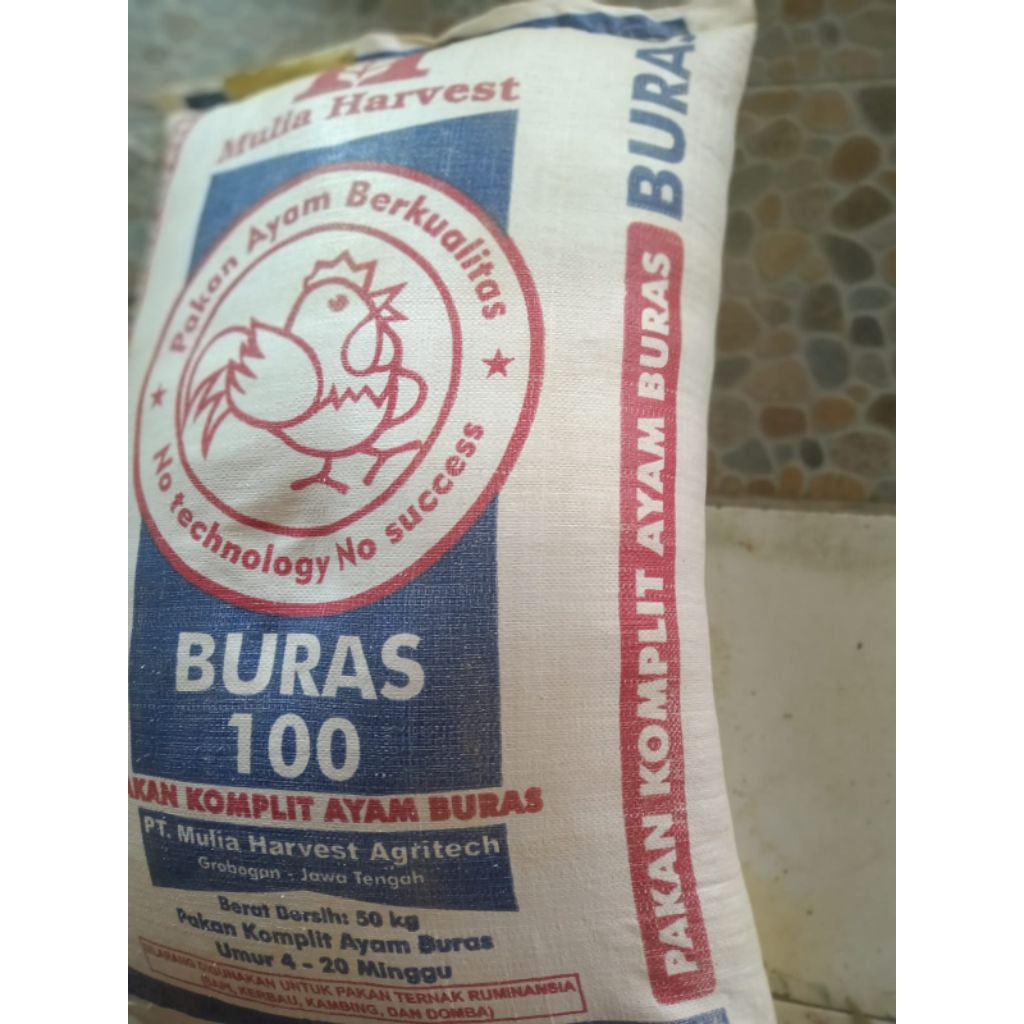 Mulia Harvest
Pakan Ayam Berkualitas
No technology No success
BURAS
100
PAKAN KOMPLIT AYAM BURAS
PT. Mulia Harvest Agritech
Grobogan - Jawa Tengah
Berat Bersih: 50 kg
Pakan Komplit Ayam Buras
Umur 4 - 20 Minggu
DILARANG DIGUNAKAN UNTUK PAKAN TERNAK RUMINANSIA
(SAPI, KERBAU, KAMBING, DAN DOMBA)
PAKAN KOMPLIT AYAM BURAS
BURAS